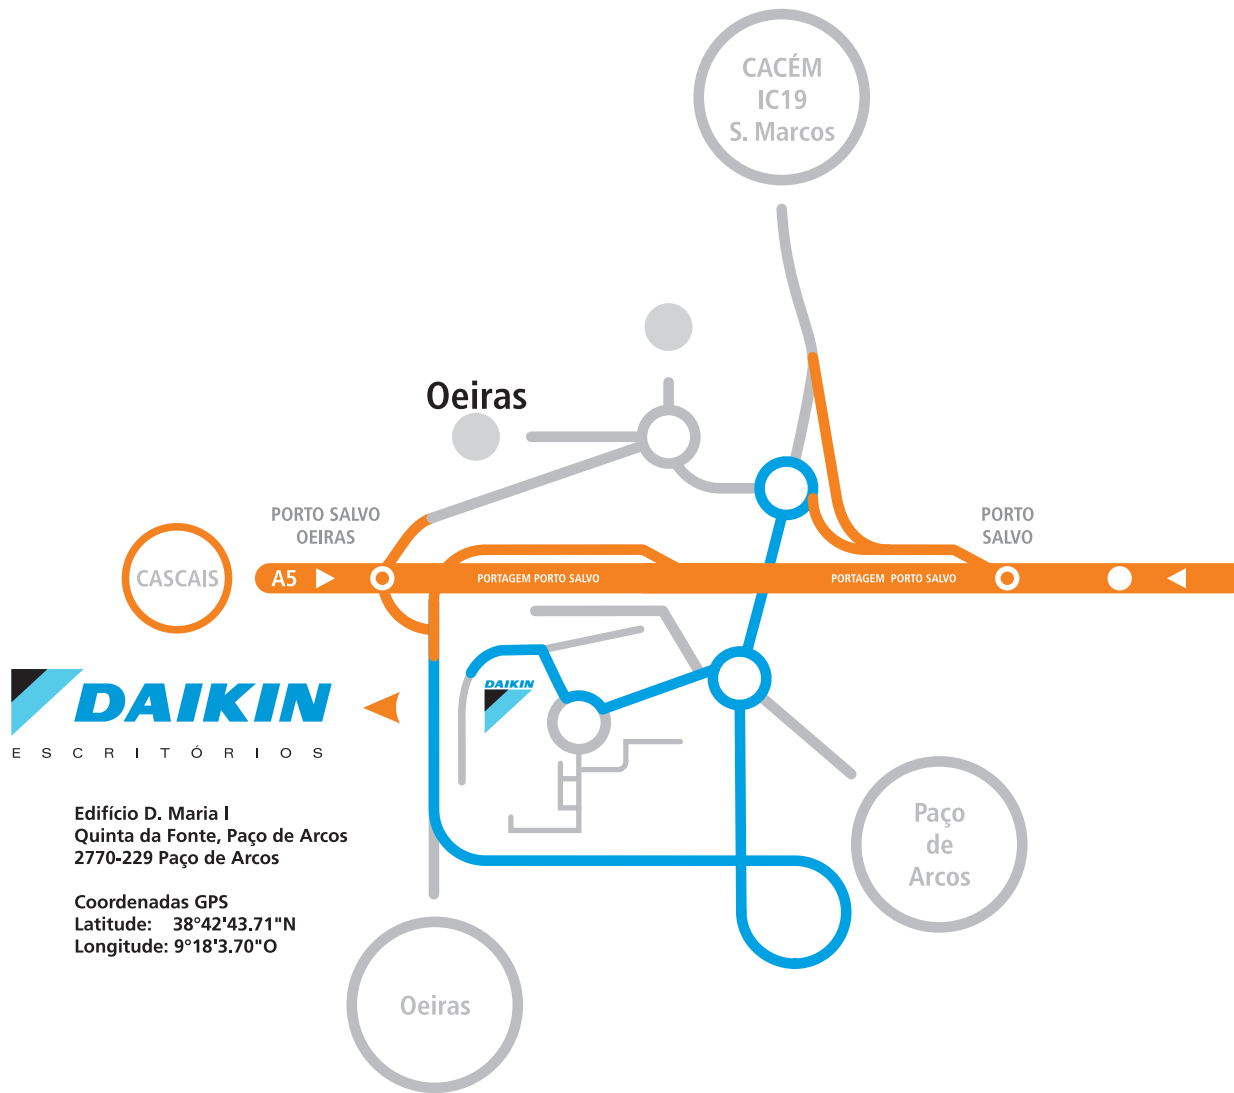 CACÉM
IC19
S. Marcos
Oeiras
PORTO SALVO
OEIRAS
PORTO
SALVO
CASCAIS
A5
PORTAGEM PORTO SALVO
PORTAGEM PORTO SALVO
DAIKIN
DAIKIN
ESCRITÓRIOS
Edifício D. Maria I
Quinta da Fonte, Paço de Arcos
2770-229 Paço de Arcos
Coordenadas GPS
Latitude: 38°42'43.71"N
Longitude: 9°18'3.70"O
Paço
de
Arcos
Oeiras